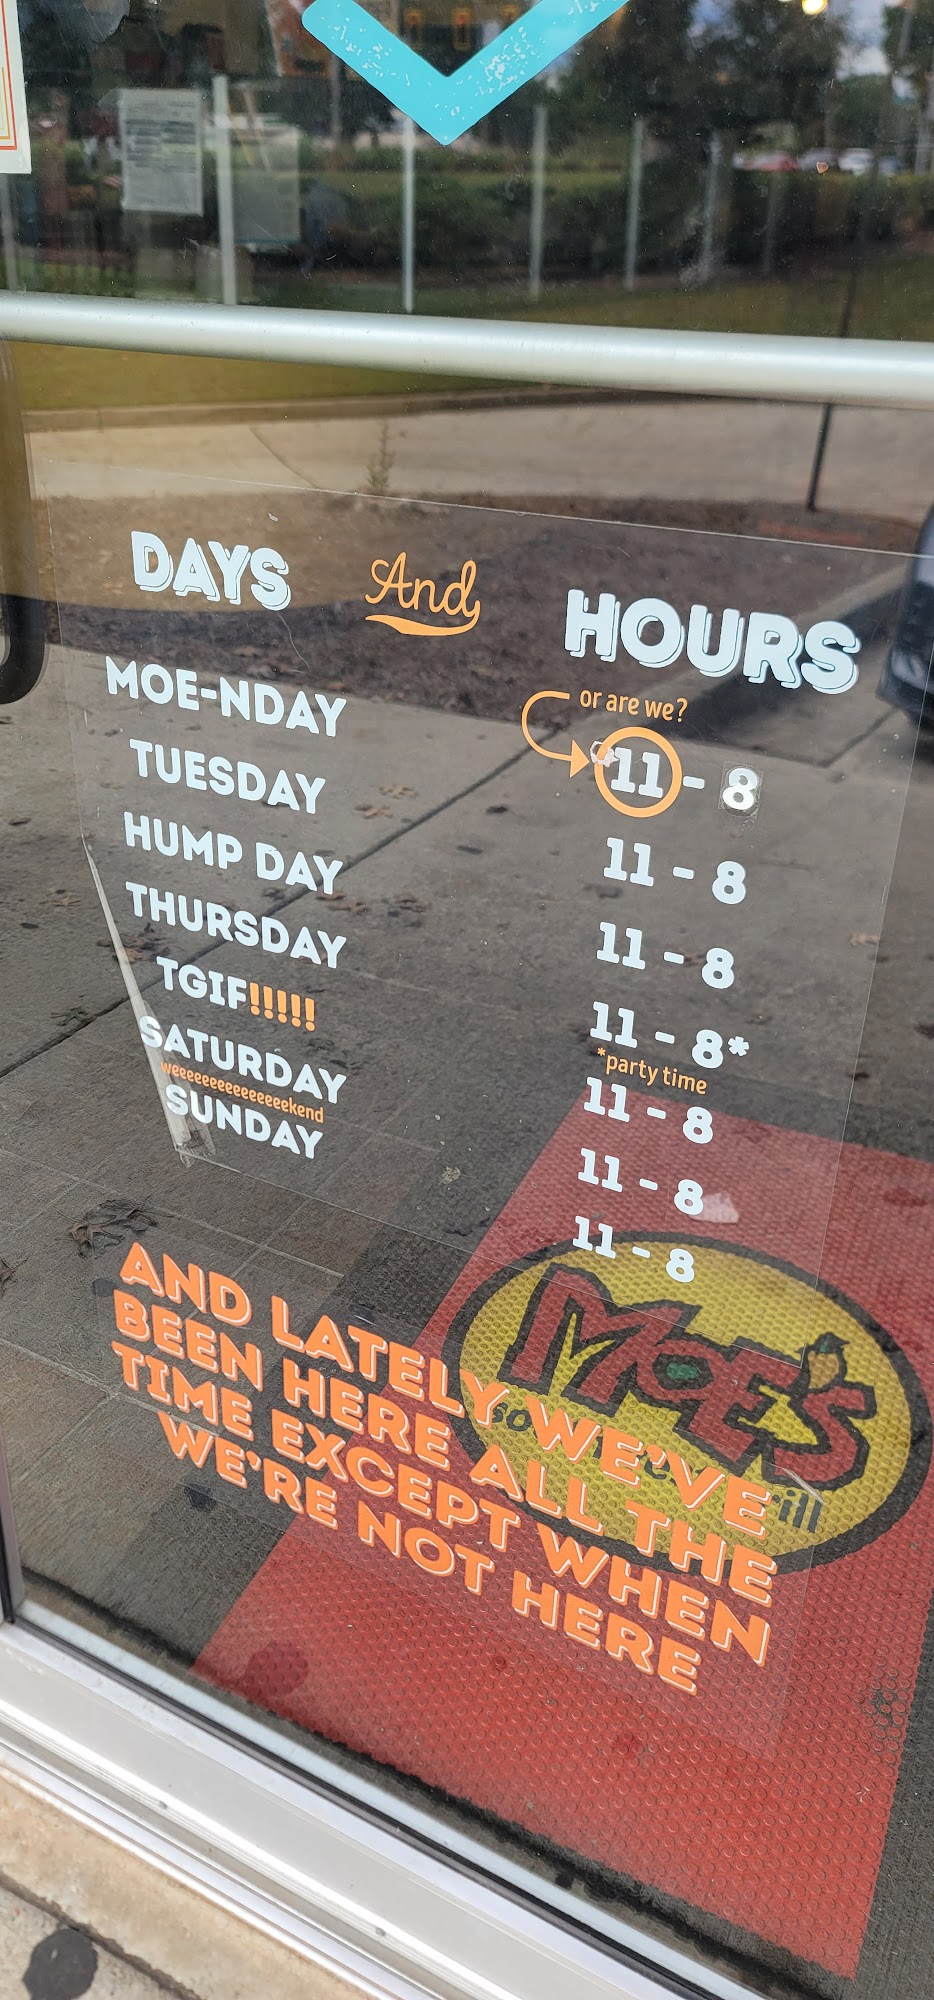 DAYS And HOURS
or are we?
MOE-NDAY 11 - 8
TUESDAY 11 - 8
HUMP DAY 11 - 8
THURSDAY 11 - 8*
*party time
TGIF!!!!! 11 - 8
SATURDAY 11 - 8
weeeeeeeeeeeeeeekend
SUNDAY 11 - 8
AND LATELY WE'VE
BEEN HERE ALL THE
TIME EXCEPT WHEN
WE'RE NOT HERE
MOE'S